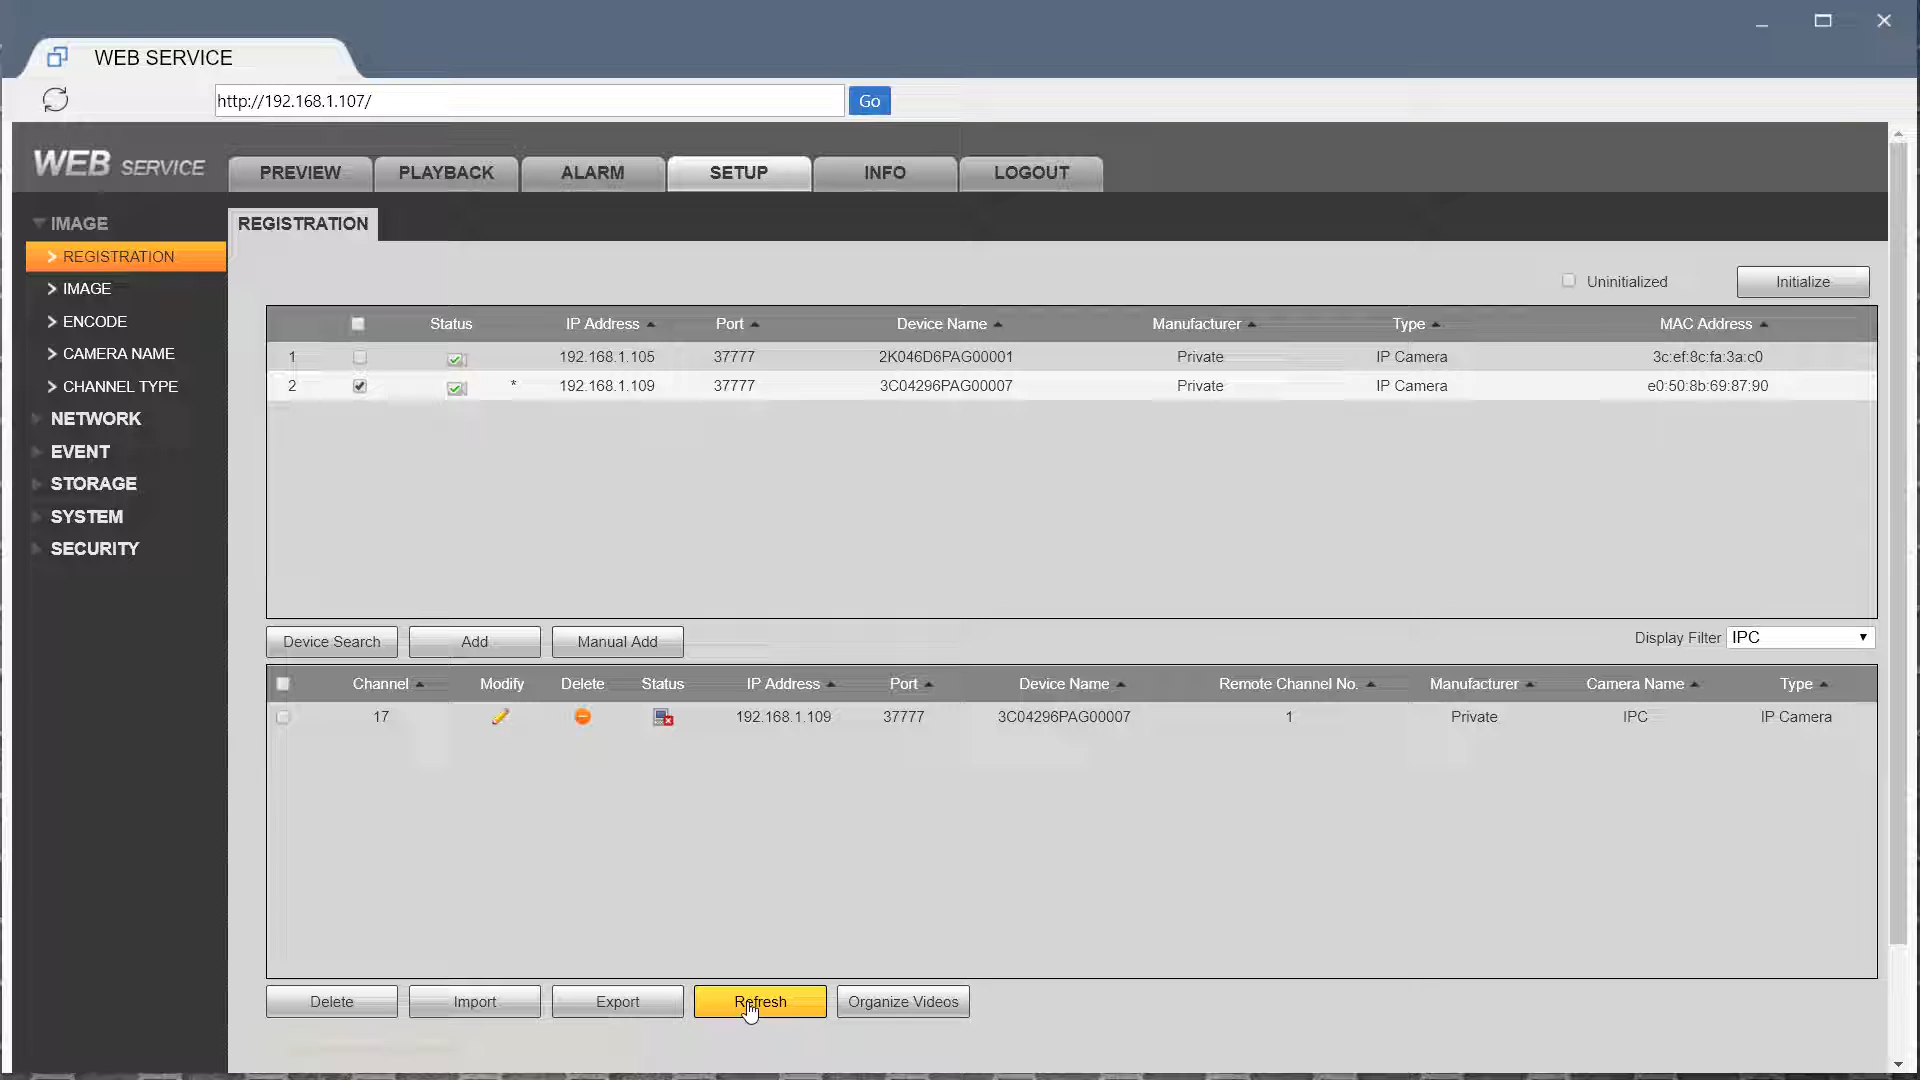 WEB SERVICE
http://192.168.1.107/ Go
WEB SERVICE PREVIEW PLAYBACK ALARM SETUP INFO LOGOUT
IMAGE
REGISTRATION
IMAGE
ENCODE
CAMERA NAME
CHANNEL TYPE
NETWORK
EVENT
STORAGE
SYSTEM
SECURITY
REGISTRATION
Uninitialized Initialize
Status IP Address Port Device Name Manufacturer Type MAC Address
1 192.168.1.105 37777 2K046D6PAG00001 Private IP Camera 3c:ef:8c:fa:3a:c0
2 * 192.168.1.109 37777 3C04296PAG00007 Private IP Camera e0:50:8b:69:87:90
Device Search Add Manual Add Display Filter IPC
Channel Modify Delete Status IP Address Port Device Name Remote Channel No. Manufacturer Camera Name Type
17 192.168.1.109 37777 3C04296PAG00007 1 Private IPC IP Camera
Delete Import Export Refresh Organize Videos